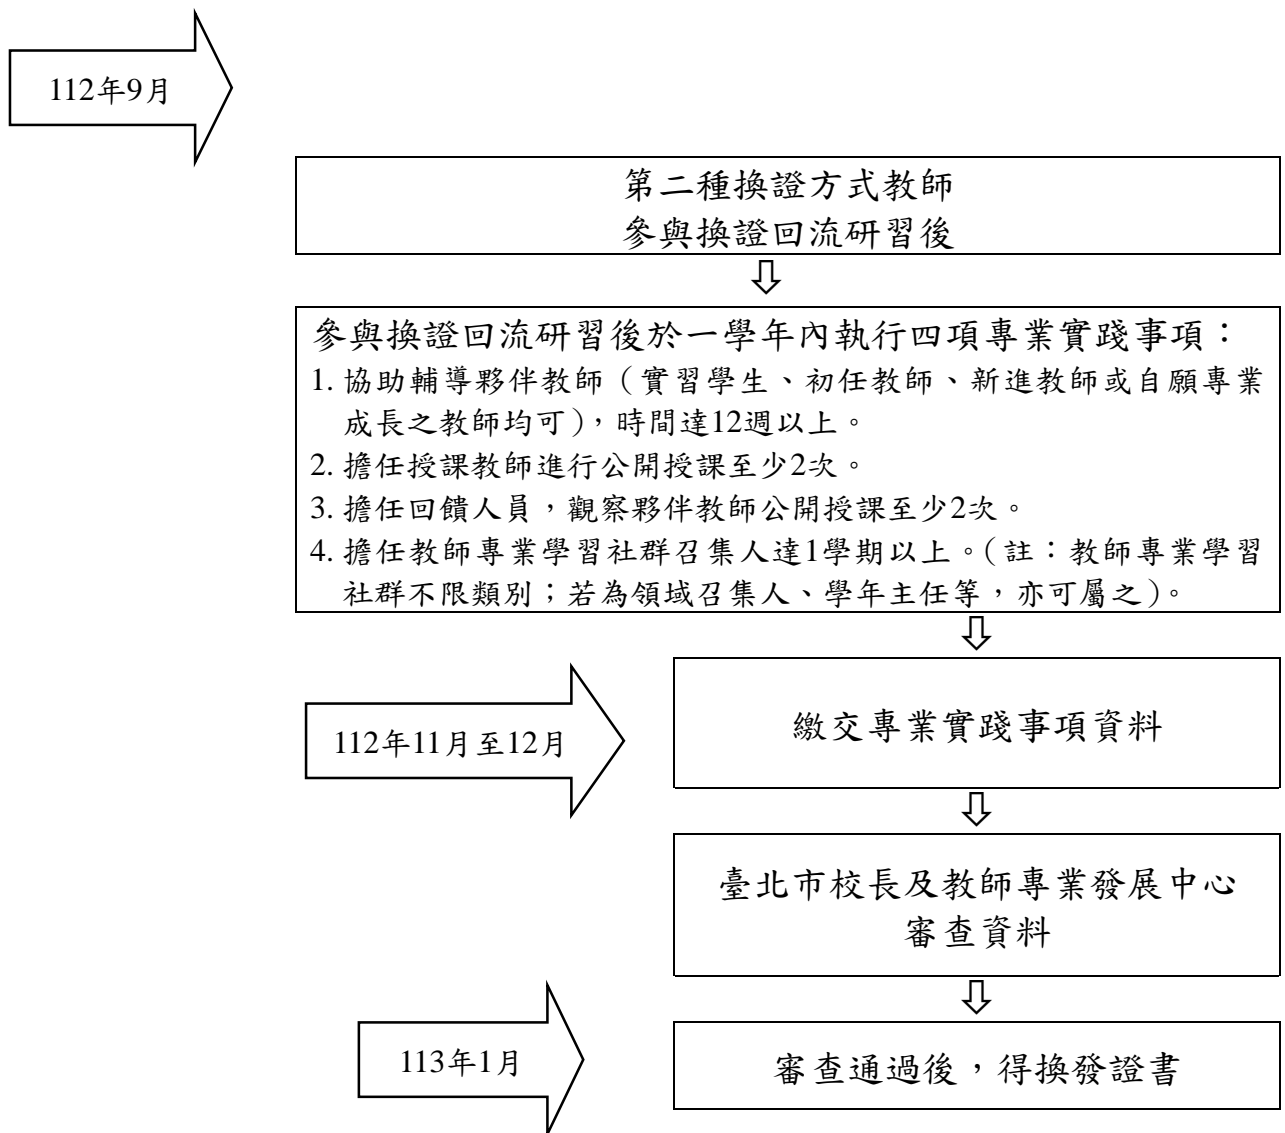 112年9月
第二種換證方式教師
參與換證回流研習後
參與換證回流研習後於一學年內執行四項專業實踐事項：
1. 協助輔導夥伴教師（實習學生、初任教師、新進教師或自願專業
成長之教師均可），時間達12週以上。
2. 擔任授課教師進行公開授課至少2次。
3. 擔任回饋人員，觀察夥伴教師公開授課至少2次。
4. 擔任教師專業學習社群召集人達1學期以上。（註：教師專業學習
社群不限類別；若為領域召集人、學年主任等，亦可屬之）。
112年11月至12月
繳交專業實踐事項資料
臺北市校長及教師專業發展中心
審查資料
113年1月
審查通過後，得換發證書